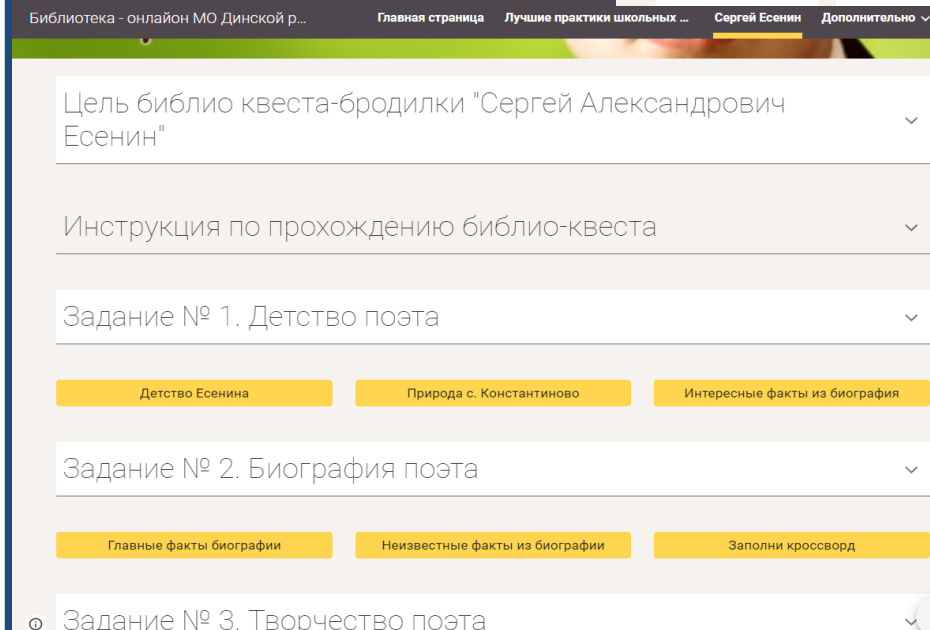 Библиотека - онлайон МО Динской р...
Главная страница
Лучшие практики школьных ...
Сергей Есенин
Дополнительно
Цель библио квеста-бродилки "Сергей Александрович
Есенин"
Инструкция по прохождению библио-квеста
Задание № 1. Детство поэта
Детство Есенина
Природа с. Константиново
Интересные факты из биография
Задание № 2. Биография поэта
Главные факты биографии
Неизвестные факты из биографии
Заполни кроссворд
Задание № 3. Творчество поэта